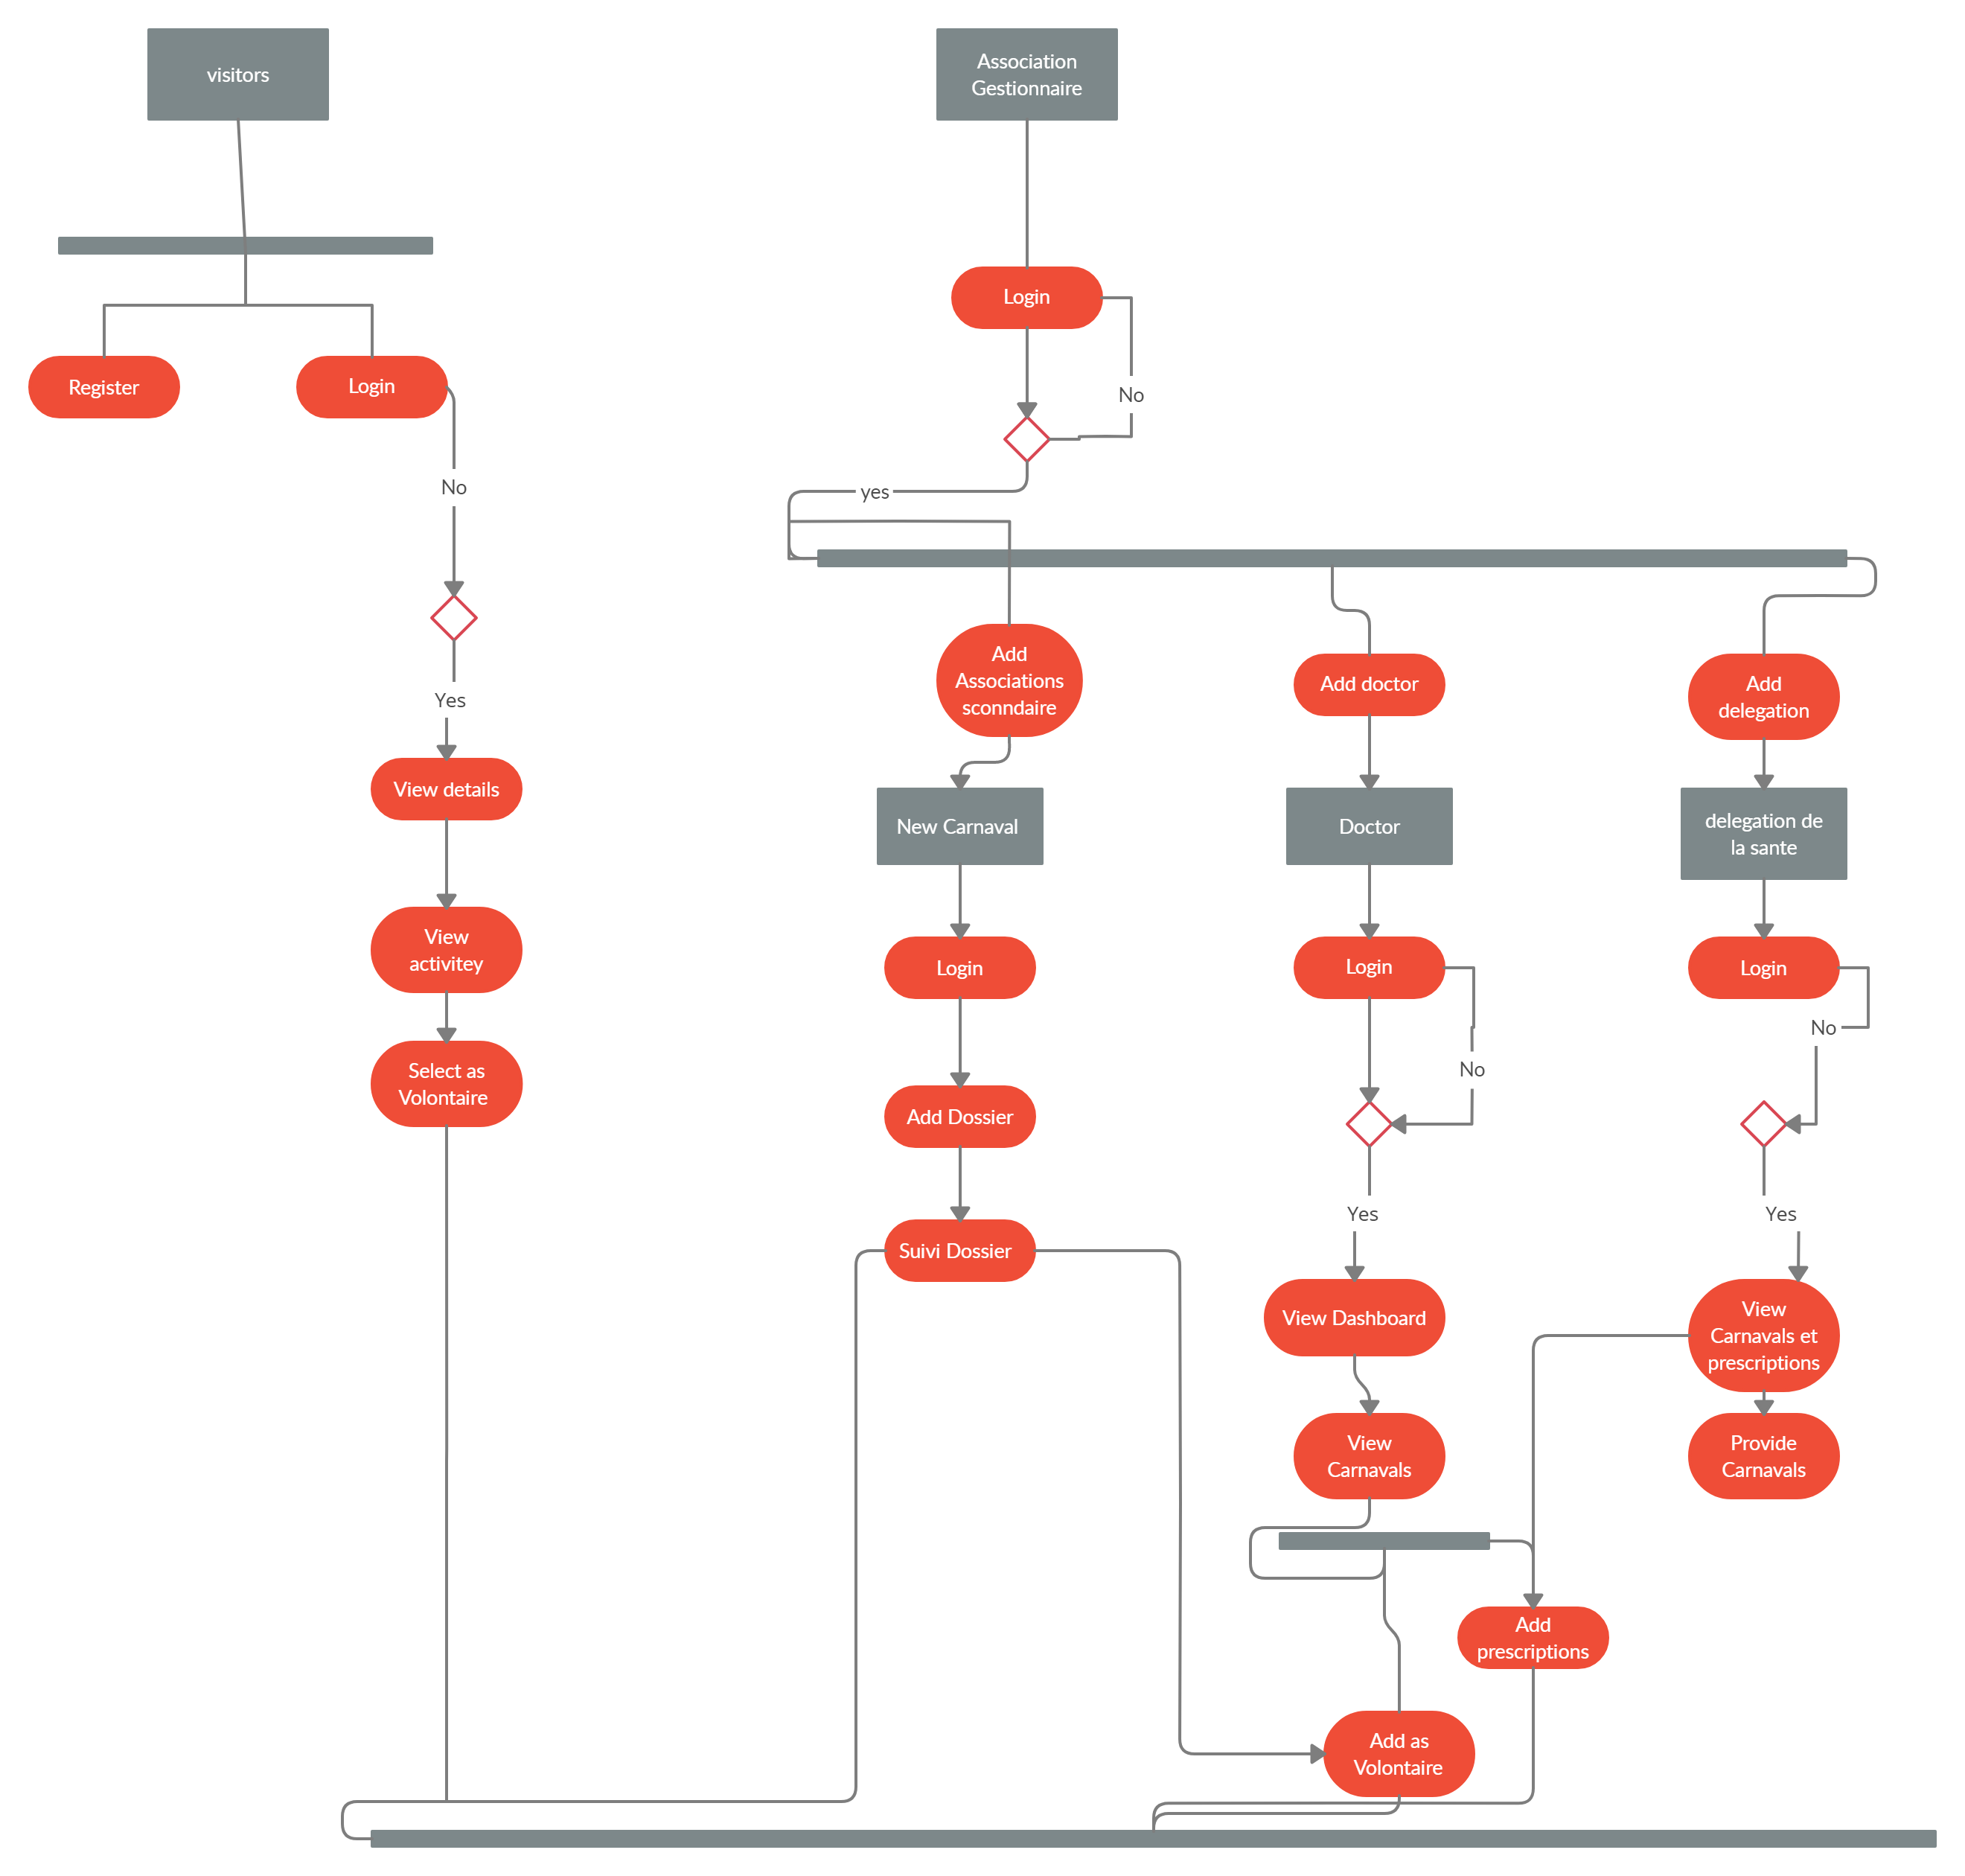 visitors
Association
Gestionnaire
Login
Register
Login
No
No
yes
Yes
Add
Associations
sconndaire
Add doctor
Add
delegation
View details
New Carnaval
Doctor
delegation de
la sante
View
activitey
Login
Login
Login
No
No
Select as
Volontaire
Add Dossier
Yes
Yes
Suivi Dossier
View Dashboard
View
Carnavals et
prescriptions
View
Carnavals
Provide
Carnavals
Add
prescriptions
Add as
Volontaire